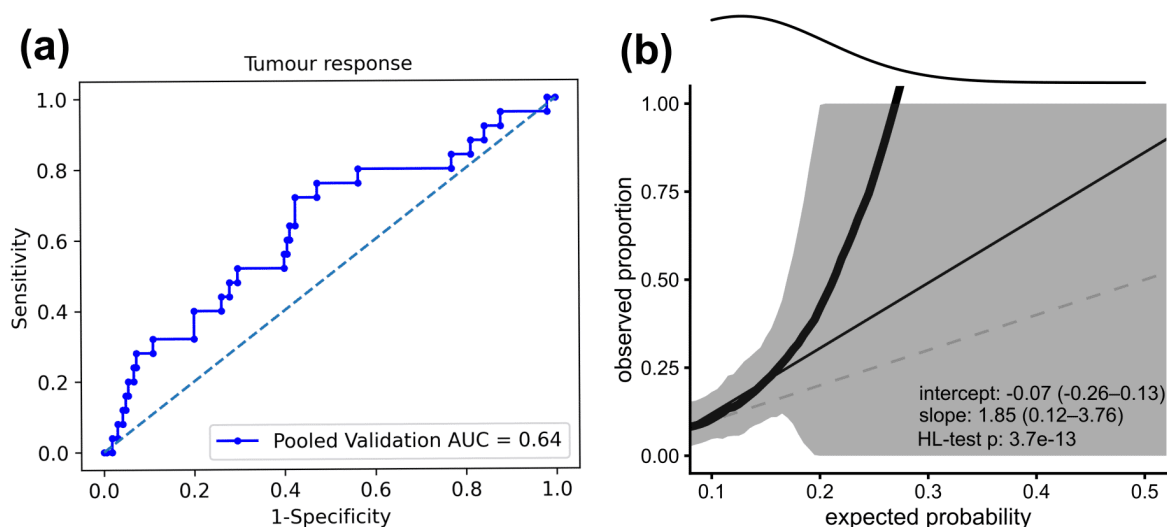 (a)
Tumour response
Sensitivity
1.0
0.8
0.6
0.4
0.2
0.0
Pooled Validation AUC = 0.64
0.0 0.2 0.4 0.6 0.8 1.0
1-Specificity
(b)
observed proportion
1.00
0.75
0.50
0.25
0.00
intercept: -0.07 (-0.26–0.13)
slope: 1.85 (0.12–3.76)
HL-test p: 3.7e-13
0.1 0.2 0.3 0.4 0.5
expected probability